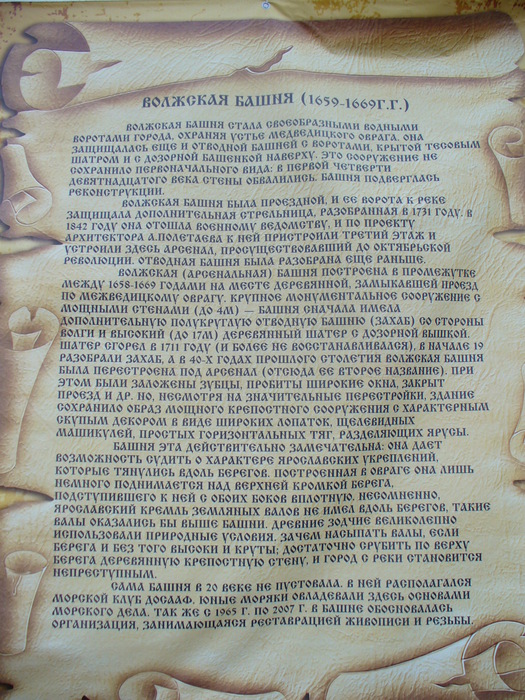 ВОЛЖСКАЯ БАШНЯ (1659-1669Г.Г.)
ВОЛЖСКАЯ БАШНЯ СТАЛА СВОЕОБРАЗНЫМИ ВОДНЫМИ
ВОРОТАМИ ГОРОДА, ОХРАНЯЯ УСТЬЕ МЕДВЕДИЦКОГО ОВРАГА. ОНА
ЗАЩИЩАЛАСЬ ЕЩЕ И ОТВОДНОЙ БАШНЕЙ С ВОРОТАМИ, КРЫТОЙ ТЕСОВЫМ
ШАТРОМ И С ДОЗОРНОЙ БАШЕНКОЙ НАВЕРХУ. ЭТО СООРУЖЕНИЕ НЕ
СОХРАНИЛО ПЕРВОНАЧАЛЬНОГО ВИДА: В ПЕРВОЙ ЧЕТВЕРТИ
ДЕВЯТНАДЦАТОГО ВЕКА СТЕНЫ ОБВАЛИЛИСЬ. БАШНЯ ПОДВЕРГЛАСЬ
РЕКОНСТРУКЦИИ.
ВОЛЖСКАЯ БАШНЯ БЫЛА ПРОЕЗДНОЙ, И ЕЕ ВОРОТА К РЕКЕ
ЗАЩИЩАЛА ДОПОЛНИТЕЛЬНАЯ СТРЕЛЬНИЦА, РАЗОБРАННАЯ В 1731 ГОДУ. В
1842 ГОДУ ОНА ОТОШЛА ВОЕННОМУ ВЕДОМСТВУ, И ПО ПРОЕКТУ
АРХИТЕКТОРА А.ПОЛЕТАЕВА К НЕЙ ПРИСТРОИЛИ ТРЕТИЙ ЭТАЖ И
УСТРОИЛИ ЗДЕСЬ АРСЕНАЛ, ПРОСУЩЕСТВОВАВШИЙ ДО ОКТЯБРЬСКОЙ
РЕВОЛЮЦИИ. ОТВОДНАЯ БАШНЯ БЫЛА РАЗОБРАНА ЕЩЕ РАНЬШЕ.
ВОЛЖСКАЯ (АРСЕНАЛЬНАЯ) БАШНЯ ПОСТРОЕНА В ПРОМЕЖУТКЕ
МЕЖДУ 1658-1669 ГОДАМИ НА МЕСТЕ ДЕРЕВЯННОЙ, ЗАМЫКАВШЕЙ ПРОЕЗД
ПО МЕДВЕДИЦКОМУ ОВРАГУ. КРУПНОЕ МОНУМЕНТАЛЬНОЕ СООРУЖЕНИЕ С
МОЩНЫМИ СТЕНАМИ (ДО 4М) — БАШНЯ СНАЧАЛА ИМЕЛА
ДОПОЛНИТЕЛЬНУЮ ПОЛУКРУГЛУЮ ОТВОДНУЮ БАШНЮ (ЗАХАБ) СО СТОРОНЫ
ВОЛГИ И ВЫСОКИЙ (ДО 17М) ДЕРЕВЯННЫЙ ШАТЕР С ДОЗОРНОЙ ВЫШКОЙ.
ШАТЕР СГОРЕЛ В 1711 ГОДУ (И БОЛЕЕ НЕ ВОССТАНАВЛИВАЛСЯ), В НАЧАЛЕ 19
РАЗОБРАЛИ ЗАХАБ, А В 40-Х ГОДАХ ПРОШЛОГО СТОЛЕТИЯ ВОЛЖСКАЯ БАШНЯ
БЫЛА ПЕРЕСТРОЕНА ПОД АРСЕНАЛ (ОТСЮДА ЕЕ ВТОРОЕ НАЗВАНИЕ). ПРИ
ЭТОМ БЫЛИ ЗАЛОЖЕНЫ ЗУБЦЫ, ПРОБИТЫ ШИРОКИЕ ОКНА, ЗАКРЫТ
ПРОЕЗД И ДР. НО, НЕСМОТРЯ НА ЗНАЧИТЕЛЬНЫЕ ПЕРЕСТРОЙКИ, ЗДАНИЕ
СОХРАНИЛО ОБРАЗ МОЩНОГО КРЕПОСТНОГО СООРУЖЕНИЯ С ХАРАКТЕРНЫМ
СКУПЫМ ДЕКОРОМ В ВИДЕ ШИРОКИХ ЛОПАТОК, ЩЕЛЕВИДНЫХ
МАШИКУЛЕЙ, ПРОСТЫХ ГОРИЗОНТАЛЬНЫХ ТЯГ, РАЗДЕЛЯЮЩИХ ЯРУСЫ.
БАШНЯ ЭТА ДЕЙСТВИТЕЛЬНО ЗАМЕЧАТЕЛЬНА: ОНА ДАЕТ
ВОЗМОЖНОСТЬ СУДИТЬ О ХАРАКТЕРЕ ЯРОСЛАВСКИХ УКРЕПЛЕНИЙ,
КОТОРЫЕ ТЯНУЛИСЬ ВДОЛЬ БЕРЕГОВ. ПОСТРОЕННАЯ В ОВРАГЕ ОНА ЛИШЬ
НЕМНОГО ПОДНИМАЕТСЯ НАД ВЕРХНЕЙ КРОМКОЙ БЕРЕГА,
ПОДСТУПИВШЕГО К НЕЙ С ОБОИХ БОКОВ ВПЛОТНУЮ. НЕСОМНЕННО,
ЯРОСЛАВСКИЙ КРЕМЛЬ ЗЕМЛЯНЫХ ВАЛОВ НЕ ИМЕЛ ВДОЛЬ БЕРЕГОВ, ТАКИЕ
ВАЛЫ ОКАЗАЛИСЬ БЫ ВЫШЕ БАШНИ. ДРЕВНИЕ ЗОДЧИЕ ВЕЛИКОЛЕПНО
ИСПОЛЬЗОВАЛИ ПРИРОДНЫЕ УСЛОВИЯ. ЗАЧЕМ НАСЫПАТЬ ВАЛЫ, ЕСЛИ
БЕРЕГА И БЕЗ ТОГО ВЫСОКИ И КРУТЫ; ДОСТАТОЧНО СРУБИТЬ ПО ВЕРХУ
БЕРЕГА ДЕРЕВЯННУЮ КРЕПОСТНУЮ СТЕНУ, И ГОРОД С РЕКИ СТАНОВИТСЯ
НЕПРЕСТУПНЫМ.
САМА БАШНЯ В 20 ВЕКЕ НЕ ПУСТОВАЛА. В НЕЙ РАСПОЛАГАЛСЯ
МОРСКОЙ КЛУБ ДОСААФ. ЮНЫЕ МОРЯКИ ОВЛАДЕВАЛИ ЗДЕСЬ ОСНОВАМИ
МОРСКОГО ДЕЛА. ТАК ЖЕ С 1965 Г. ПО 2007 Г. В БАШНЕ ОБОСНОВАЛАСЬ
ОРГАНИЗАЦИЯ, ЗАНИМАЮЩАЯСЯ РЕСТАВРАЦИЕЙ ЖИВОПИСИ И РЕЗЬБЫ.